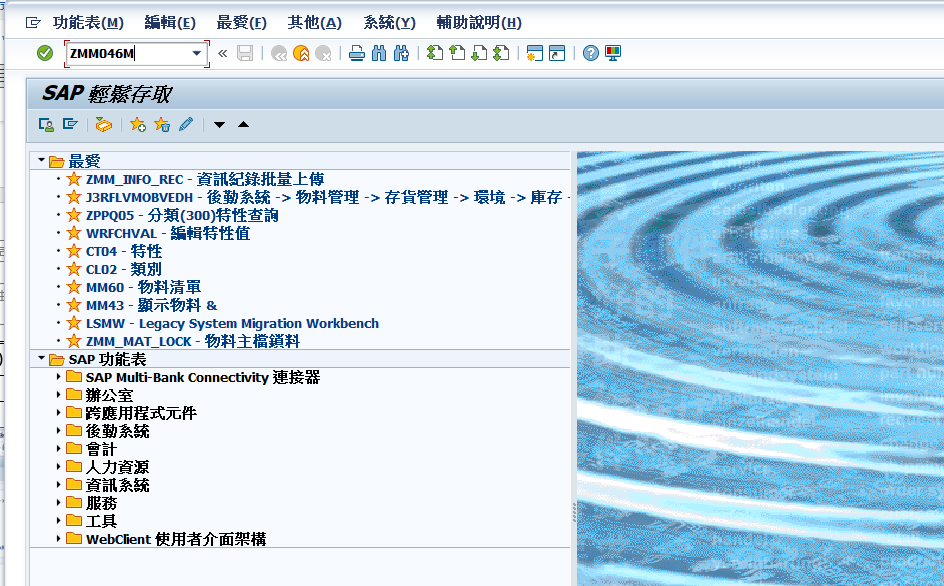 功能表(M) 編輯(E) 最愛(F) 其他(A) 系統(Y) 輔助說明(H)
ZMM046M
SAP 輕鬆存取
最愛
ZMM_INFO_REC - 資訊紀錄批量上傳
J3RFLVMOBVEDH - 後勤系統 -> 物料管理 -> 存貨管理 -> 環境 -> 庫存 -
ZPPQ05 - 分類(300)特性查詢
WRFCHVAL - 編輯特性值
CT04 - 特性
CL02 - 類別
MM60 - 物料清單
MM43 - 顯示物料 &
LSMW - Legacy System Migration Workbench
ZMM_MAT_LOCK - 物料主檔鎖料
SAP 功能表
SAP Multi-Bank Connectivity 連接器
辦公室
跨應用程式元件
後勤系統
會計
人力資源
資訊系統
服務
工具
WebClient 使用者介面架構